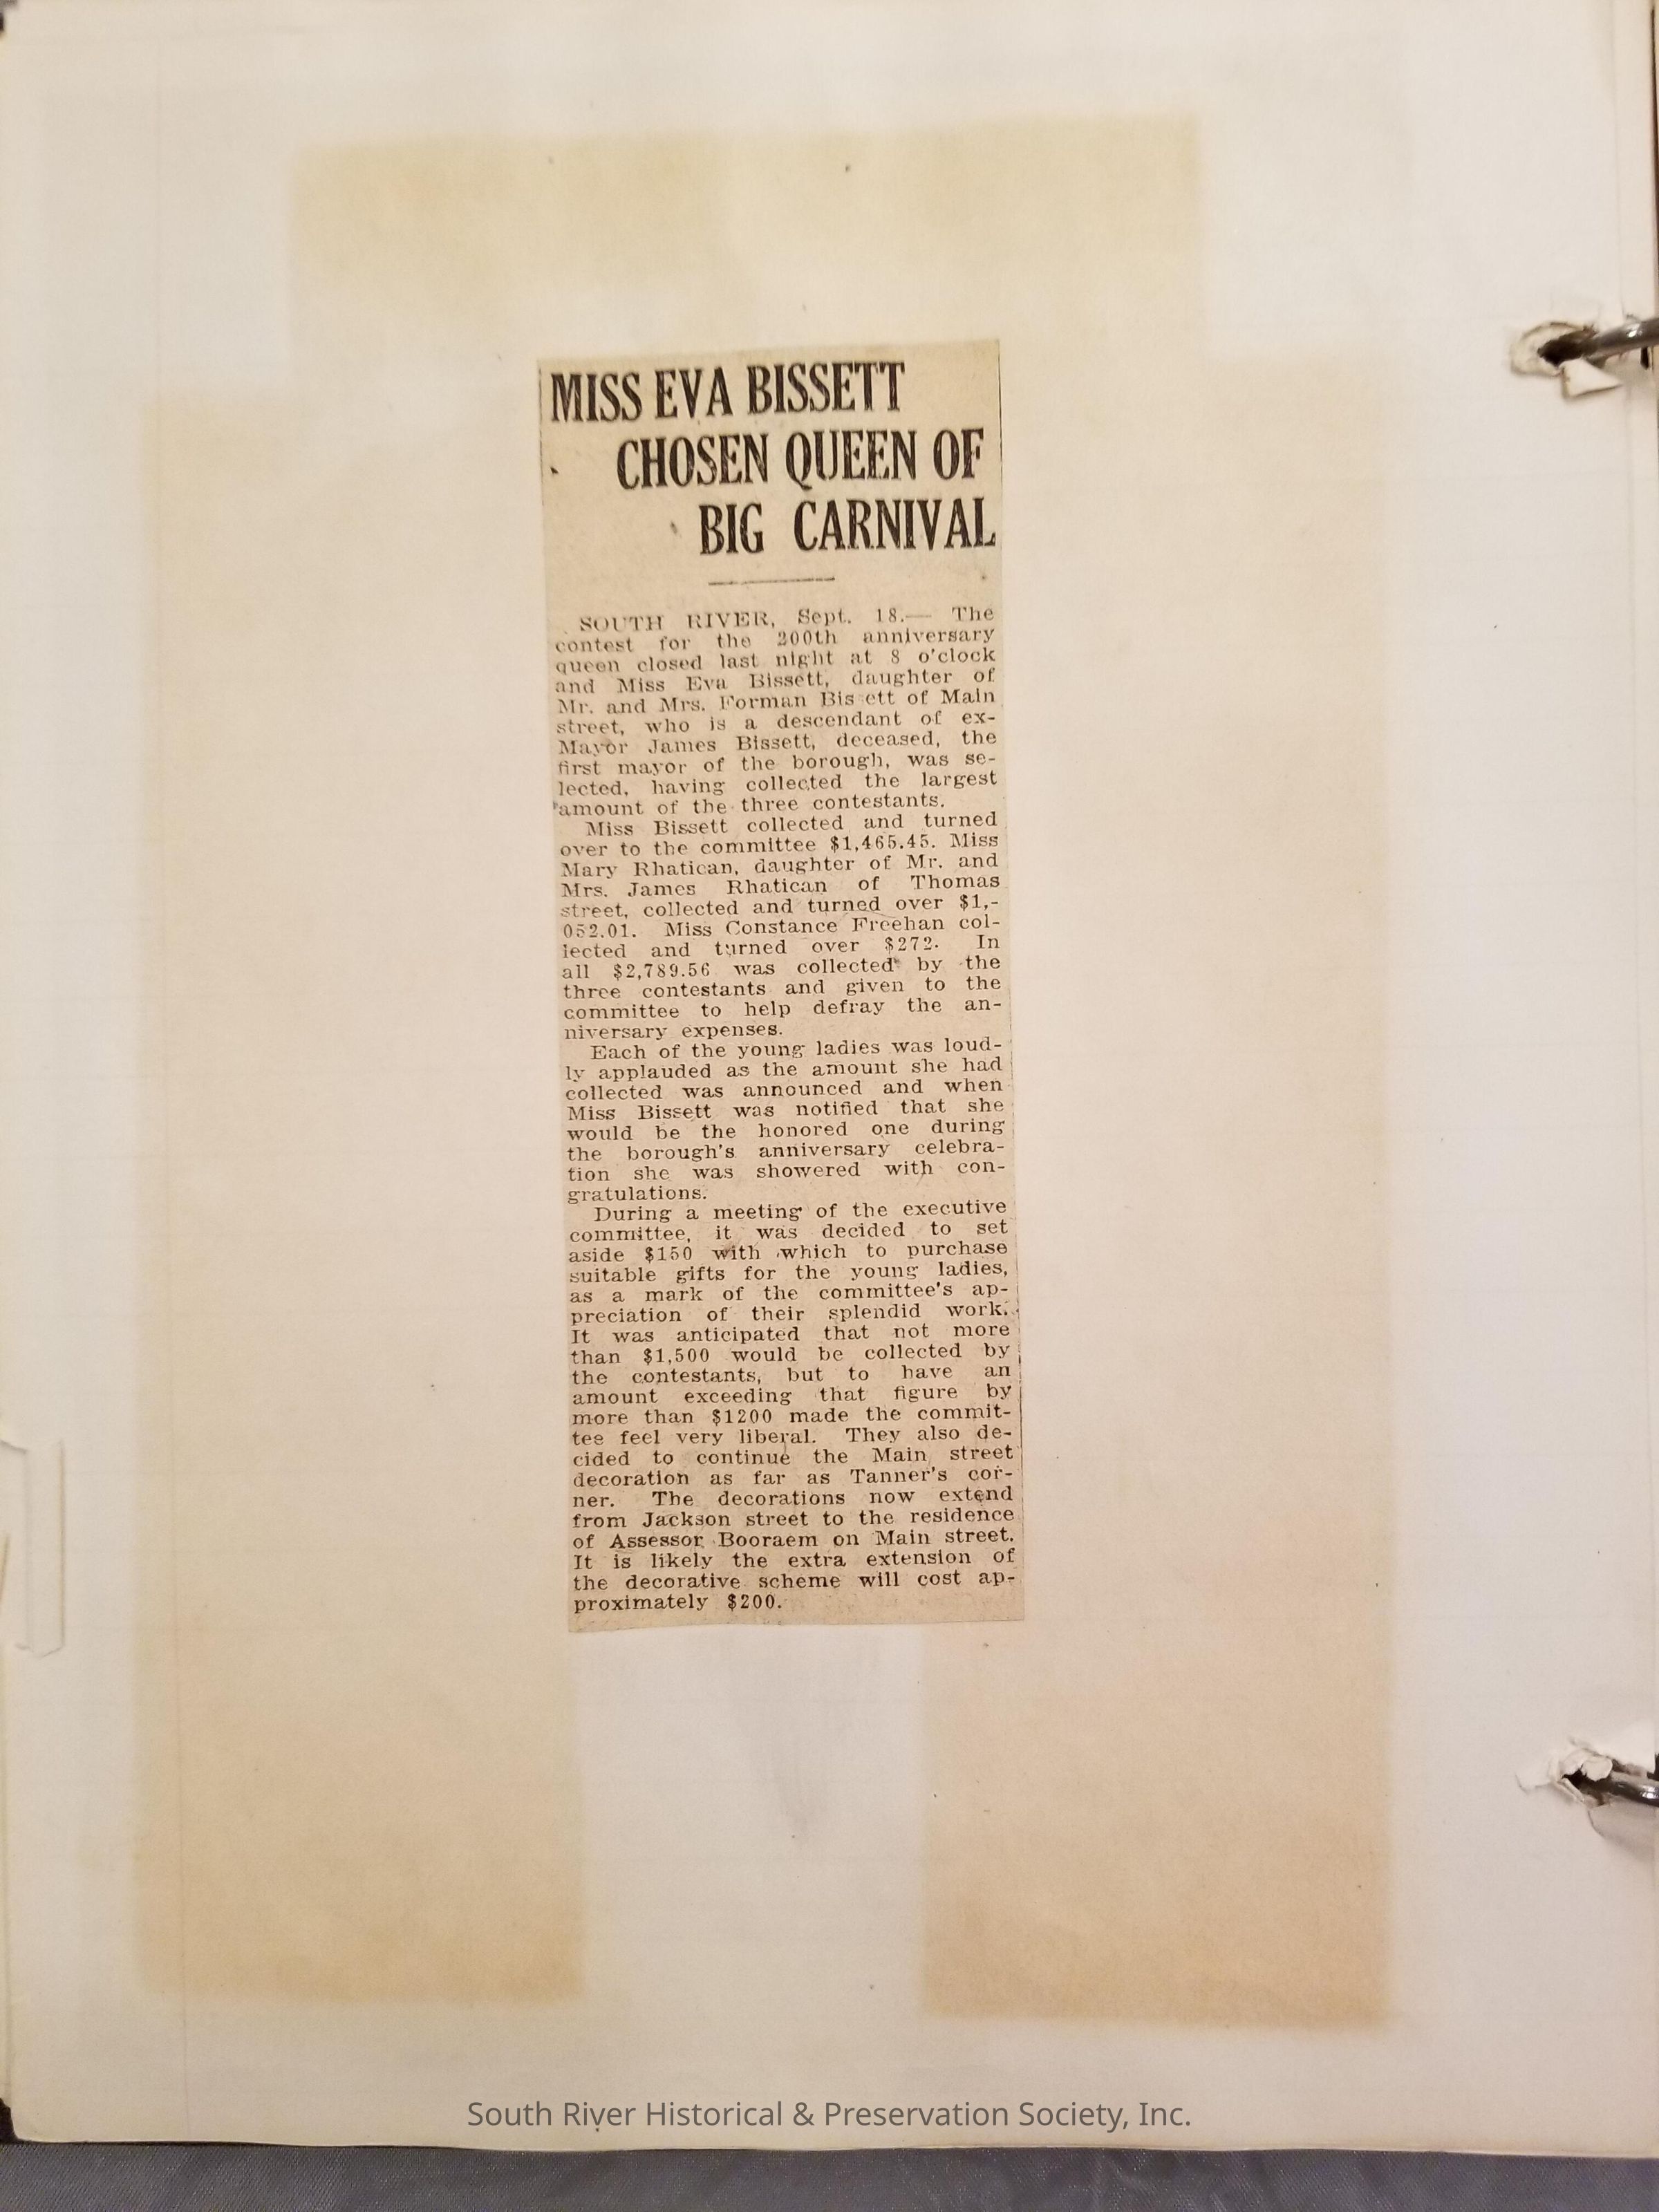 MISS EVA BISSETT
CHOSEN QUEEN OF
BIG CARNIVAL
SOUTH RIVER, Sept. 18.— The
contest for the 200th anniversary
queen closed last night at 8 o'clock
and Miss Eva Bissett, daughter of
Mr. and Mrs. Forman Bis ett of Main
street, who is a descendant of ex-
Mayor James Bissett, deceased, the
first mayor of the borough, was se-
lected, having collected the largest
amount of the three contestants.
Miss Bissett collected and turned
over to the committee $1,465.45. Miss
Mary Rhatican, daughter of Mr. and
Mrs. James Rhatican of Thomas
street, collected and turned over $1,-
052.01. Miss Constance Freehan col-
lected and turned over $272. In
all $2,789.56 was collected by the
three contestants and given to the
committee to help defray the an-
niversary expenses.
Each of the young ladies was loud-
ly applauded as the amount she had
collected was announced and when
Miss Bissett was notified that she
would be the honored one during
the borough's anniversary celebra-
tion she was showered with con-
gratulations.
During a meeting of the executive
committee, it was decided to set
aside $150 with which to purchase
suitable gifts for the young ladies,
as a mark of the committee's ap-
preciation of their splendid work.
It was anticipated that not more
than $1,500 would be collected by
the contestants, but to have an
amount exceeding that figure by
more than $1200 made the commit-
tee feel very liberal. They also de-
cided to continue the Main street
decoration as far as Tanner's cor-
ner. The decorations now extend
from Jackson street to the residence
of Assessor Booraem on Main street.
It is likely the extra extension of
the decorative scheme will cost ap-
proximately $200.
South River Historical & Preservation Society, Inc.